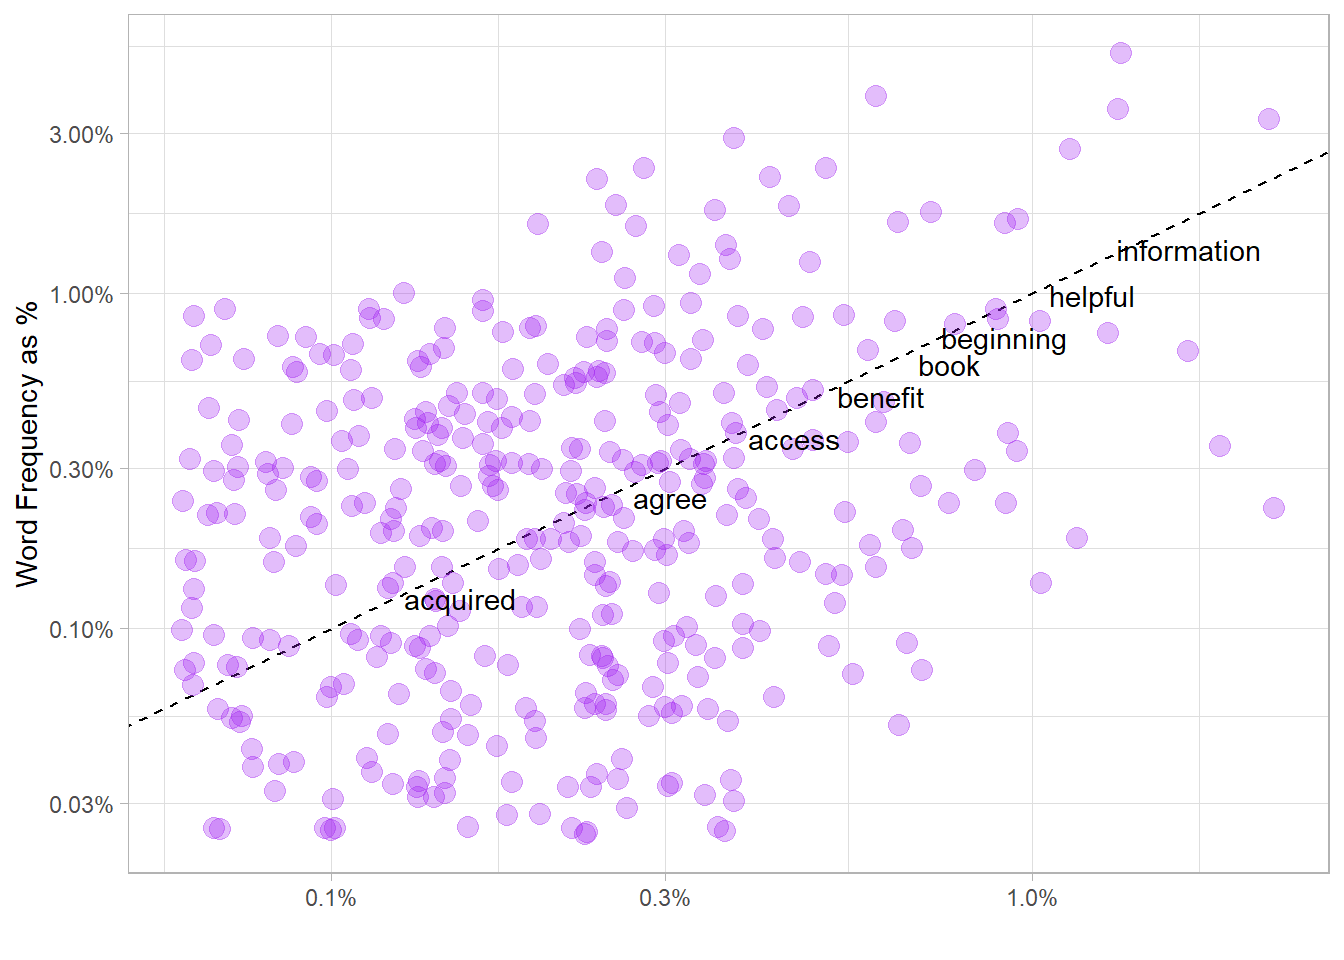 Word Frequency as %
3.00%
1.00%
0.30%
0.10%
0.03%
information
helpful
beginning
book
benefit
access
agree
acquired
0.1%
0.3%
1.0%